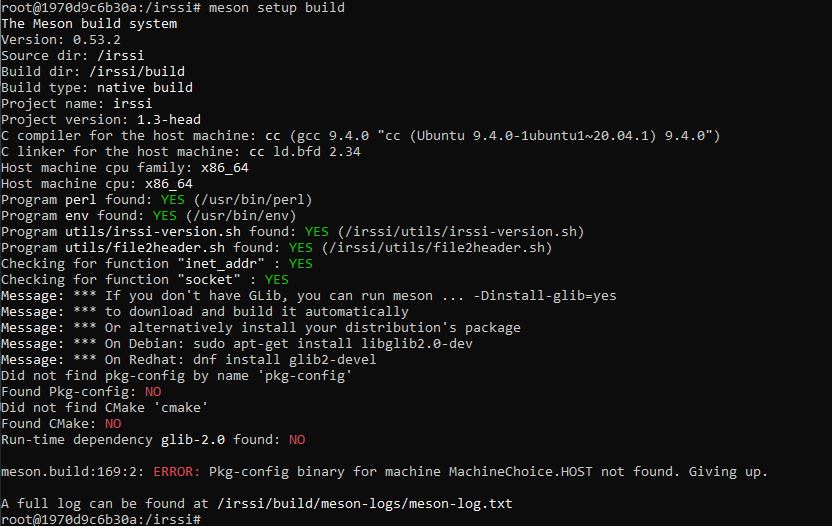 root@1970d9c6b30a:/irssi# meson setup build
The Meson build system
Version: 0.53.2
Source dir: /irssi
Build dir: /irssi/build
Build type: native build
Project name: irssi
Project version: 1.3-head
C compiler for the host machine: cc (gcc 9.4.0 "cc (Ubuntu 9.4.0-1ubuntu1~20.04.1) 9.4.0")
C linker for the host machine: cc ld.bfd 2.34
Host machine cpu family: x86_64
Host machine cpu: x86_64
Program perl found: YES (/usr/bin/perl)
Program env found: YES (/usr/bin/env)
Program utils/irssi-version.sh found: YES (/irssi/utils/irssi-version.sh)
Program utils/file2header.sh found: YES (/irssi/utils/file2header.sh)
Checking for function "inet_addr" : YES
Checking for function "socket" : YES
Message: *** If you don't have GLib, you can run meson ... -Dinstall-glib=yes
Message: *** to download and build it automatically
Message: *** Or alternatively install your distribution's package
Message: *** On Debian: sudo apt-get install libglib2.0-dev
Message: *** On Redhat: dnf install glib2-devel
Did not find pkg-config by name 'pkg-config'
Found Pkg-config: NO
Did not find CMake 'cmake'
Found CMake: NO
Run-time dependency glib-2.0 found: NO
meson.build:169:2: ERROR: Pkg-config binary for machine MachineChoice.HOST not found. Giving up.
A full log can be found at /irssi/build/meson-logs/meson-log.txt
root@1970d9c6b30a:/irssi#